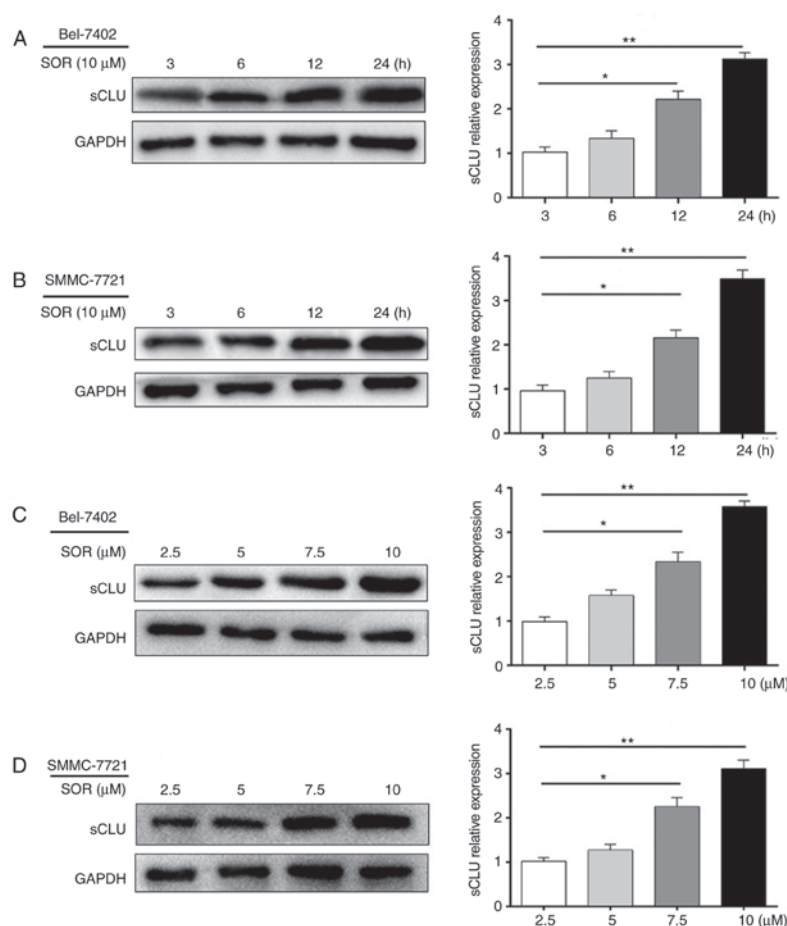 A
Bel-7402
SOR (10 µM) 3 6 12 24 (h)
sCLU
GAPDH
sCLU relative expression
4
3
2
1
0
**
*
3 6 12 24 (h)
B
SMMC-7721
SOR (10 µM) 3 6 12 24 (h)
sCLU
GAPDH
sCLU relative expression
4
3
2
1
0
**
*
3 6 12 24 (h)
C
Bel-7402
SOR (µM) 2.5 5 7.5 10
sCLU
GAPDH
sCLU relative expression
4
3
2
1
0
**
*
2.5 5 7.5 10 (µM)
D
SMMC-7721
SOR (µM) 2.5 5 7.5 10
sCLU
GAPDH
sCLU relative expression
4
3
2
1
0
**
*
2.5 5 7.5 10 (µM)